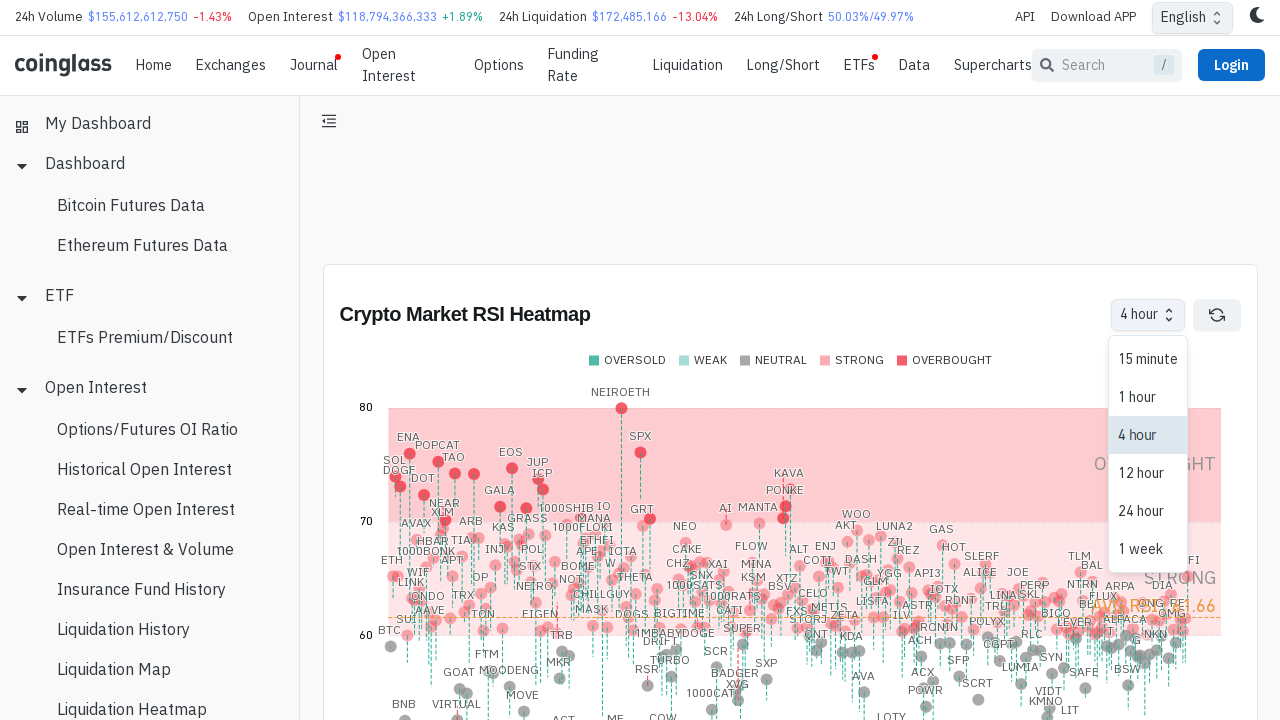 24h Volume $155,612,612,750 -1.43% Open Interest $118,794,366,333 +1.89% 24h Liquidation $172,485,166 -13.04% 24h Long/Short 50.03%/49.97% API Download APP English
coinglass Home Exchanges Journal Open Interest Options Funding Rate Liquidation Long/Short ETFs Data Supercharts Search / Login
My Dashboard
Dashboard
Bitcoin Futures Data
Ethereum Futures Data
ETF
ETFs Premium/Discount
Open Interest
Options/Futures OI Ratio
Historical Open Interest
Real-time Open Interest
Open Interest & Volume
Insurance Fund History
Liquidation History
Liquidation Map
Liquidation Heatmap
Crypto Market RSI Heatmap
4 hour
15 minute
1 hour
4 hour
12 hour
24 hour
1 week
OVERSOLD WEAK NEUTRAL STRONG OVERBOUGHT
NEIROETH
80
ENA SPX
POPCAT
SOL TAO EOS JUP
DOGE DOT ICP KAVA
GALA PONKE
NEAR 1000SHIB IO GRT AI MANTA
XLM GRASS MANA WOO
70
AVAX ARB KAS 1000FLOKI NEO AKT LUNA2 GAS
HBAR TIA ETHFI ZIL
1000BONK INJ POL APE IOTA CAKE FLOW ALT ENJ REZ HOT
ETH APT STX BOME W CHZ XAI MINA COTI DASH SLERF TLM BAL FI
WIF OP NOT THETA SNX KSM XTZ TWT YGG API3 ALICE JOE STRONG
LINK NEIRO 1000SATS BSV GLM IOTX PERP NTRN ARPA DIA
ONDO TRX CHILLGUY 1000RATS CELO LISTA ASTR RDNT LINA SKL FLUX
AAVE TON EIGEN MASK DOGS BIGTIME CATI METIS ILV TRU BICO
SUI STORJ ZETA POLYX LEVER ALPACA OMG
BTC TRB 1MBABYDOGE SUPER CNT KDA RONIN RLC NKN
60
FTM DRIFT ACH CGPT
GOAT MOODENG MKR RSR TURBO SCR SXP SFP LUMIA SYN
BADGER AVA ACX SAFE BSW
BNB VIRTUAL MOVE 1000CAT XVG POWR SCRT VIDT
KMNO
ACT ME COW LOTY LIT